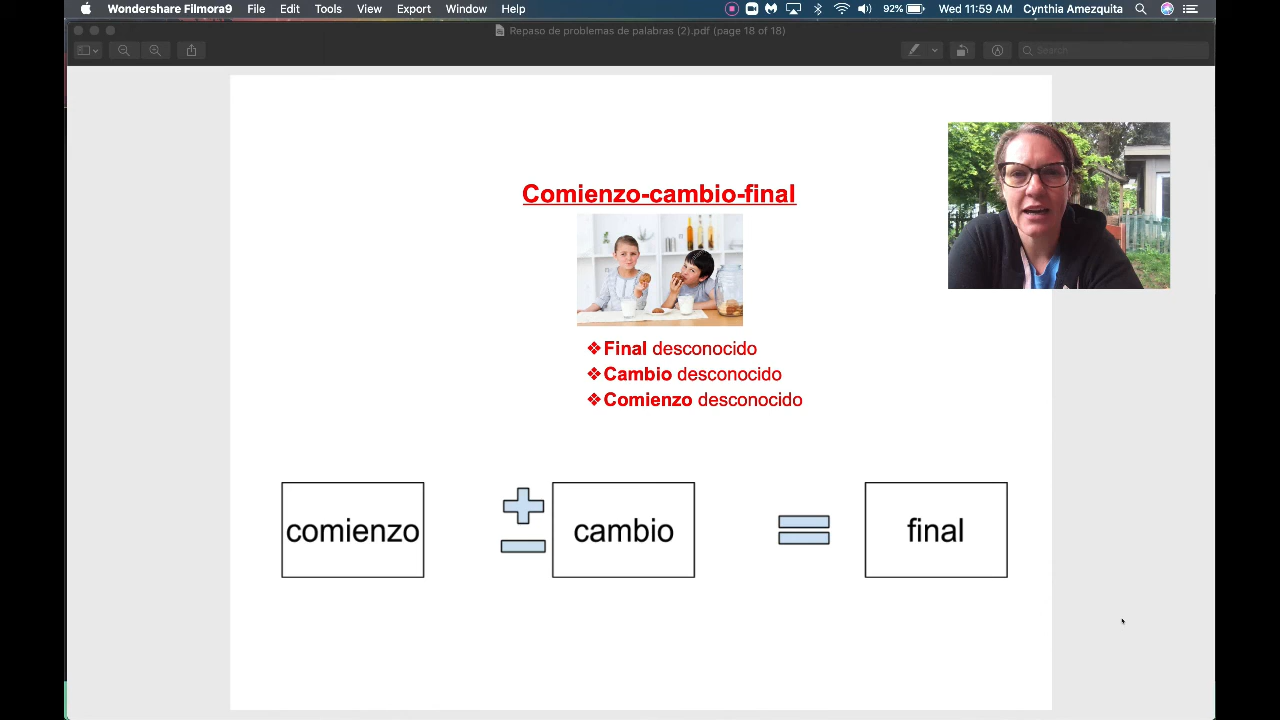 Wondershare Filmora9 File Edit Tools View Export Window Help 92% Wed 11:59 AM Cynthia Amezquita
Repaso de problemas de palabras (2).pdf (page 18 of 18)
Search
Comienzo-cambio-final
❖Final desconocido
❖Cambio desconocido
❖Comienzo desconocido
comienzo + − cambio = final